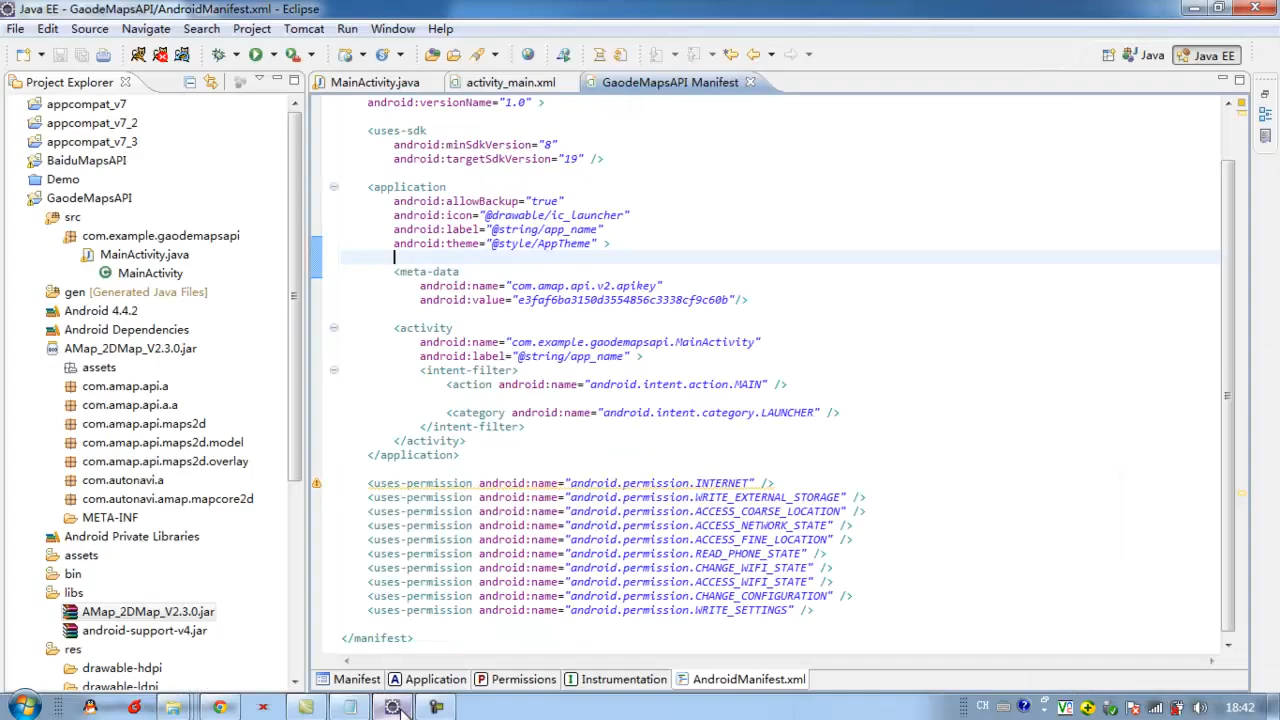 Java EE - GaodeMapsAPI/AndroidManifest.xml - Eclipse
File Edit Source Navigate Search Project Tomcat Run Window Help
Java
Java EE
Project Explorer
MainActivity.java
activity_main.xml
GaodeMapsAPI Manifest
appcompat_v7
appcompat_v7_2
appcompat_v7_3
BaiduMapsAPI
Demo
GaodeMapsAPI
src
com.example.gaodemapsapi
MainActivity.java
MainActivity
gen [Generated Java Files]
Android 4.4.2
Android Dependencies
AMap_2DMap_V2.3.0.jar
assets
com.amap.api.a
com.amap.api.a.a
com.amap.api.maps2d
com.amap.api.maps2d.model
com.amap.api.maps2d.overlay
com.autonavi.a
com.autonavi.amap.mapcore2d
META-INF
Android Private Libraries
assets
bin
libs
AMap_2DMap_V2.3.0.jar
android-support-v4.jar
res
drawable-hdpi
drawable-ldpi
android:versionName="1.0" >
<uses-sdk
android:minSdkVersion="8"
android:targetSdkVersion="19" />
<application
android:allowBackup="true"
android:icon="@drawable/ic_launcher"
android:label="@string/app_name"
android:theme="@style/AppTheme" >
<meta-data
android:name="com.amap.api.v2.apikey"
android:value="e3faf6ba3150d3554856c3338cf9c60b"/>
<activity
android:name="com.example.gaodemapsapi.MainActivity"
android:label="@string/app_name" >
<intent-filter>
<action android:name="android.intent.action.MAIN" />
<category android:name="android.intent.category.LAUNCHER" />
</intent-filter>
</activity>
</application>
<uses-permission android:name="android.permission.INTERNET" />
<uses-permission android:name="android.permission.WRITE_EXTERNAL_STORAGE" />
<uses-permission android:name="android.permission.ACCESS_COARSE_LOCATION" />
<uses-permission android:name="android.permission.ACCESS_NETWORK_STATE" />
<uses-permission android:name="android.permission.ACCESS_FINE_LOCATION" />
<uses-permission android:name="android.permission.READ_PHONE_STATE" />
<uses-permission android:name="android.permission.CHANGE_WIFI_STATE" />
<uses-permission android:name="android.permission.ACCESS_WIFI_STATE" />
<uses-permission android:name="android.permission.CHANGE_CONFIGURATION" />
<uses-permission android:name="android.permission.WRITE_SETTINGS" />
</manifest>
Manifest
A Application
P Permissions
I Instrumentation
AndroidManifest.xml
CH
18:42